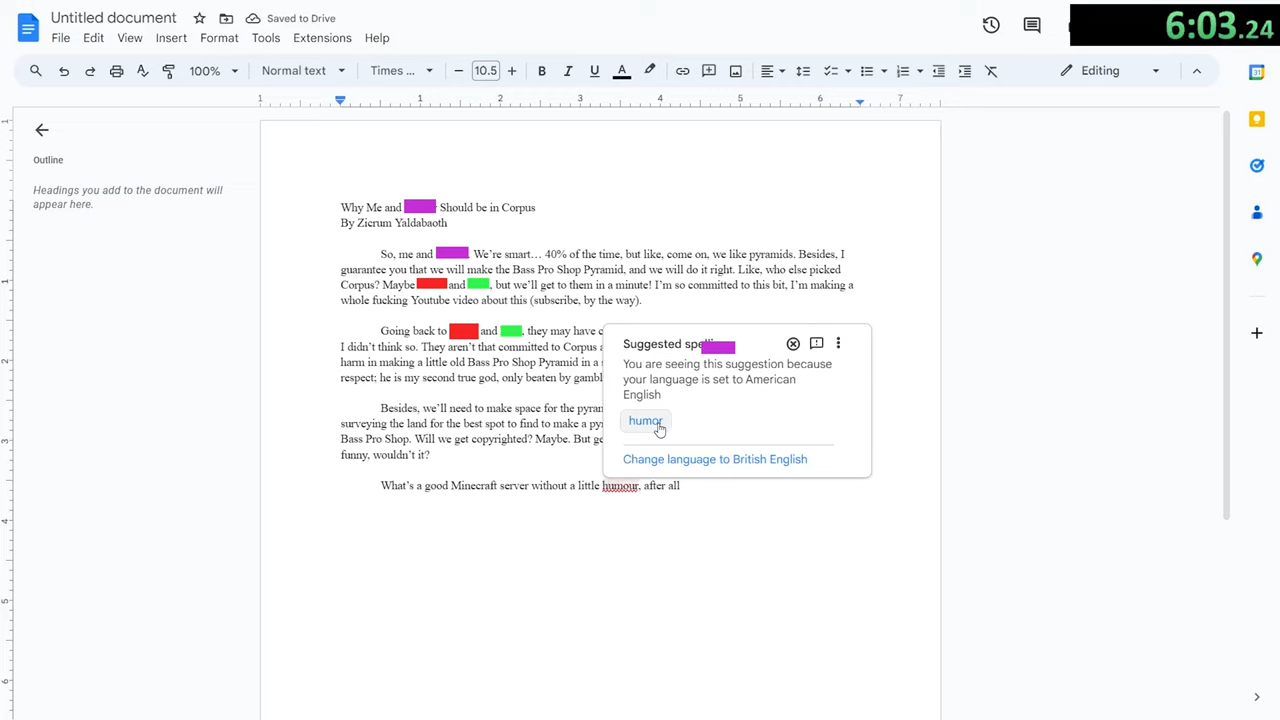 Untitled document
Saved to Drive
6:03.24
File Edit View Insert Format Tools Extensions Help
100% Normal text Times ... 10.5 Editing
1 1 2 3 4 5 6 7
Outline
Headings you add to the document will
appear here.
Why Me and Should be in Corpus
By Zierum Yaldabaoth
So, me and We're smart… 40% of the time, but like, come on, we like pyramids. Besides, I
guarantee you that we will make the Bass Pro Shop Pyramid, and we will do it right. Like, who else picked
Corpus? Maybe and , but we'll get to them in a minute! I'm so committed to this bit, I'm making a
whole fucking Youtube video about this (subscribe, by the way).
Going back to and , they may have
I didn't think so. They aren't that committed to Corpus
harm in making a little old Bass Pro Shop Pyramid in a
respect; he is my second true god, only beaten by
Besides, we'll need to make space for the
surveying the land for the best spot to find to make a
Bass Pro Shop. Will we get copyrighted? Maybe. But
funny, wouldn't it?
What's a good Minecraft server without a little humour, after all
Suggested
You are seeing this suggestion because
your language is set to American
English
humor
Change language to British English